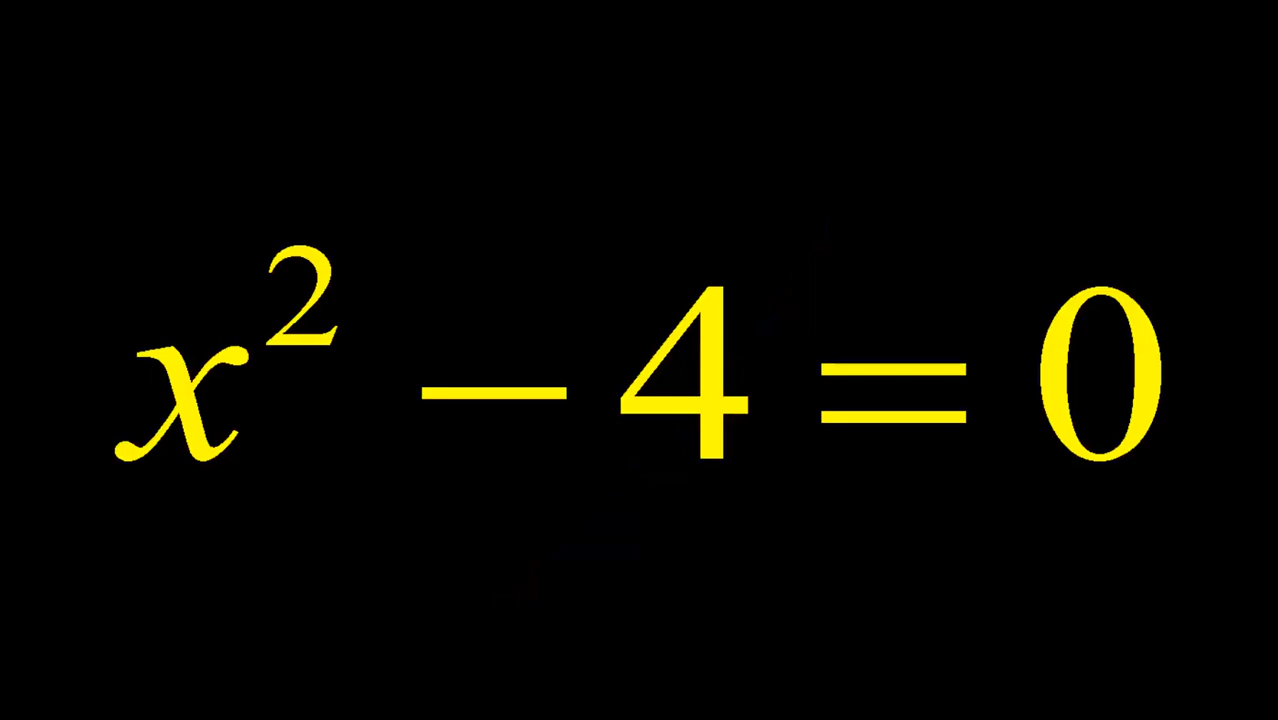 x² − 4 = 0